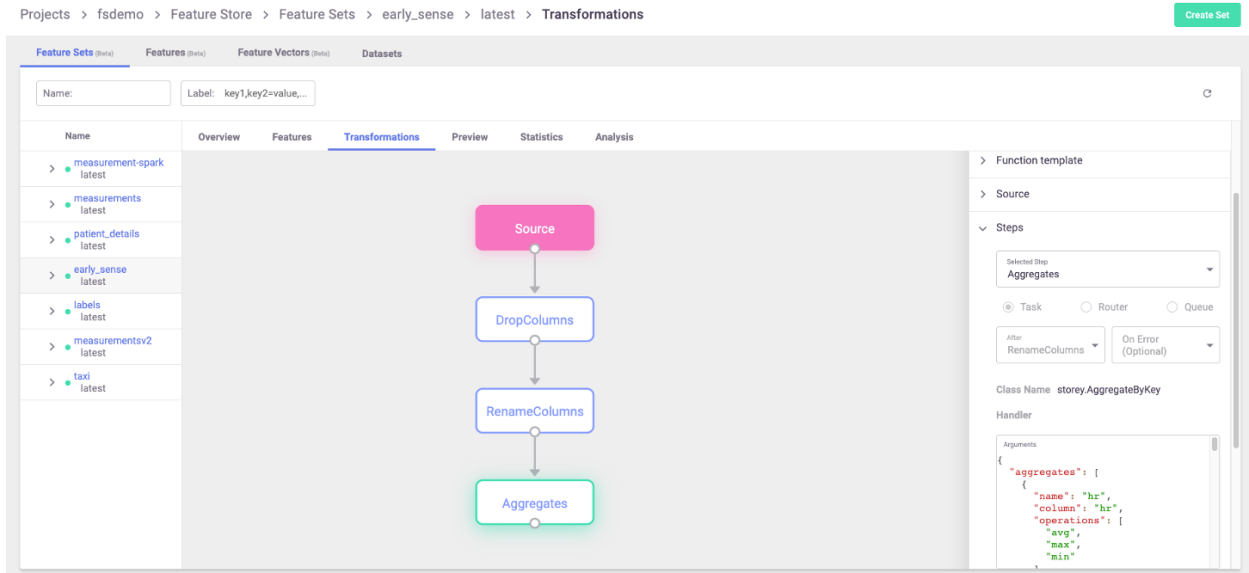 Projects > fsdemo > Feature Store > Feature Sets > early_sense > latest > Transformations
Create Set
Feature Sets (Beta) Features (Beta) Feature Vectors (Beta) Datasets
Name:
Label: key1,key2=value,...
Name
Overview Features Transformations Preview Statistics Analysis
measurement-spark
latest
measurements
latest
patient_details
latest
early_sense
latest
labels
latest
measurementsv2
latest
taxi
latest
Source
DropColumns
RenameColumns
Aggregates
Function template
Source
Steps
Selected Step
Aggregates
Task Router Queue
After
RenameColumns
On Error
(Optional)
Class Name storey.AggregateByKey
Handler
Arguments
{
"aggregates": [
{
"name": "hr",
"column": "hr",
"operations": [
"avg",
"max",
"min"